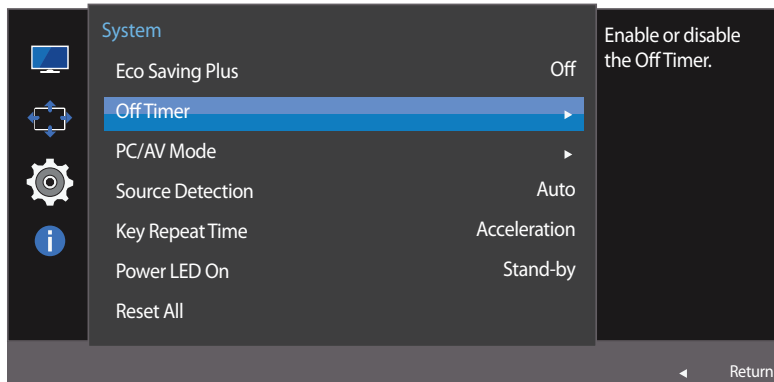 System
Eco Saving Plus Off
Off Timer ▶
PC/AV Mode ▶
Source Detection Auto
Key Repeat Time Acceleration
Power LED On Stand-by
Reset All
Enable or disable
the Off Timer.
◀ Return